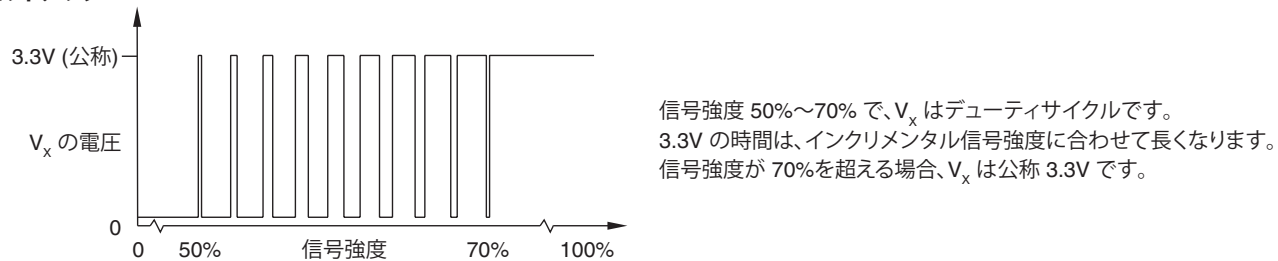 3.3V (公称)
Vx の電圧
0
0 50% 信号強度 70% 100%
信号強度 50%～70% で、Vx はデューティサイクルです。
3.3V の時間は、インクリメンタル信号強度に合わせて長くなります。
信号強度が 70%を超える場合、Vx は公称 3.3V です。